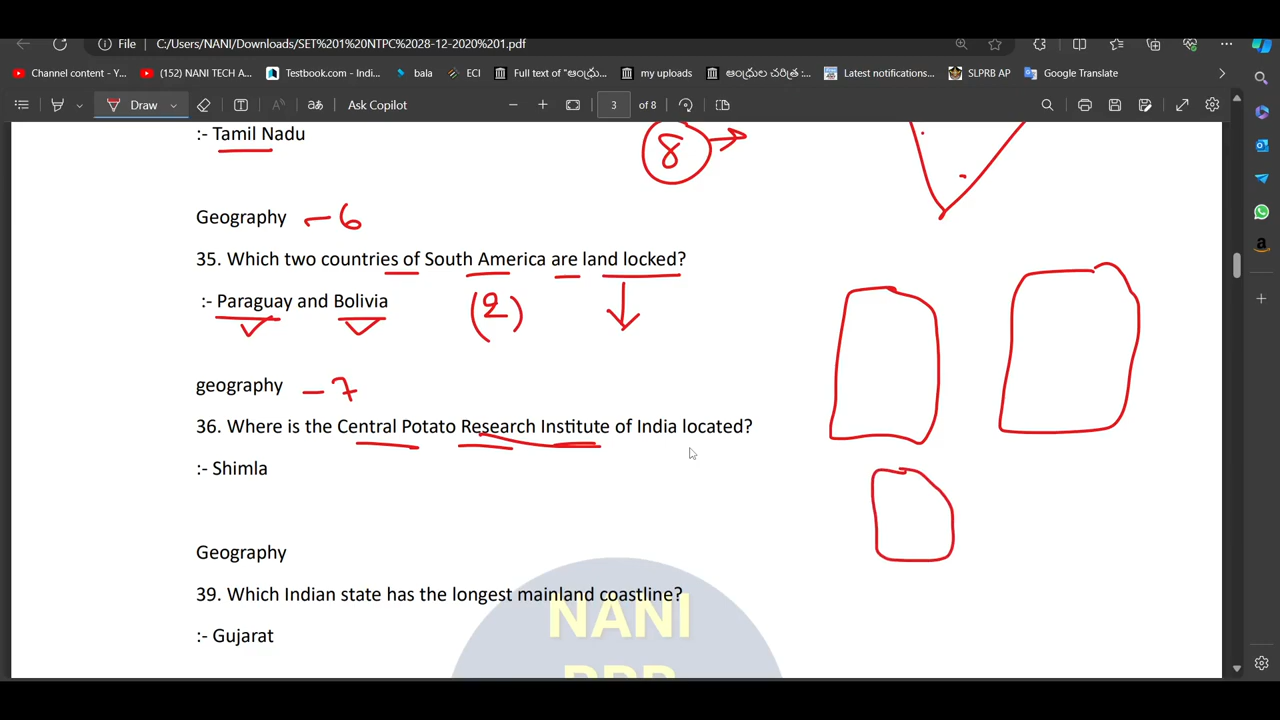 File C:/Users/NANI/Downloads/SET%201%20NTPC%2028-12-2020%201.pdf
Channel content - Y... (152) NANI TECH A... Testbook.com - Indi... bala ECI Full text of "ఆంధ్రు... my uploads ఆంధ్రుల చరిత్ర :... Latest notifications... SLPRB AP Google Translate
Draw aあ Ask Copilot 3 of 8
:- Tamil Nadu
8
Geography - 6
35. Which two countries of South America are land locked?
:- Paraguay and Bolivia (2)
geography - 7
36. Where is the Central Potato Research Institute of India located?
:- Shimla
Geography
39. Which Indian state has the longest mainland coastline?
:- Gujarat
NANI